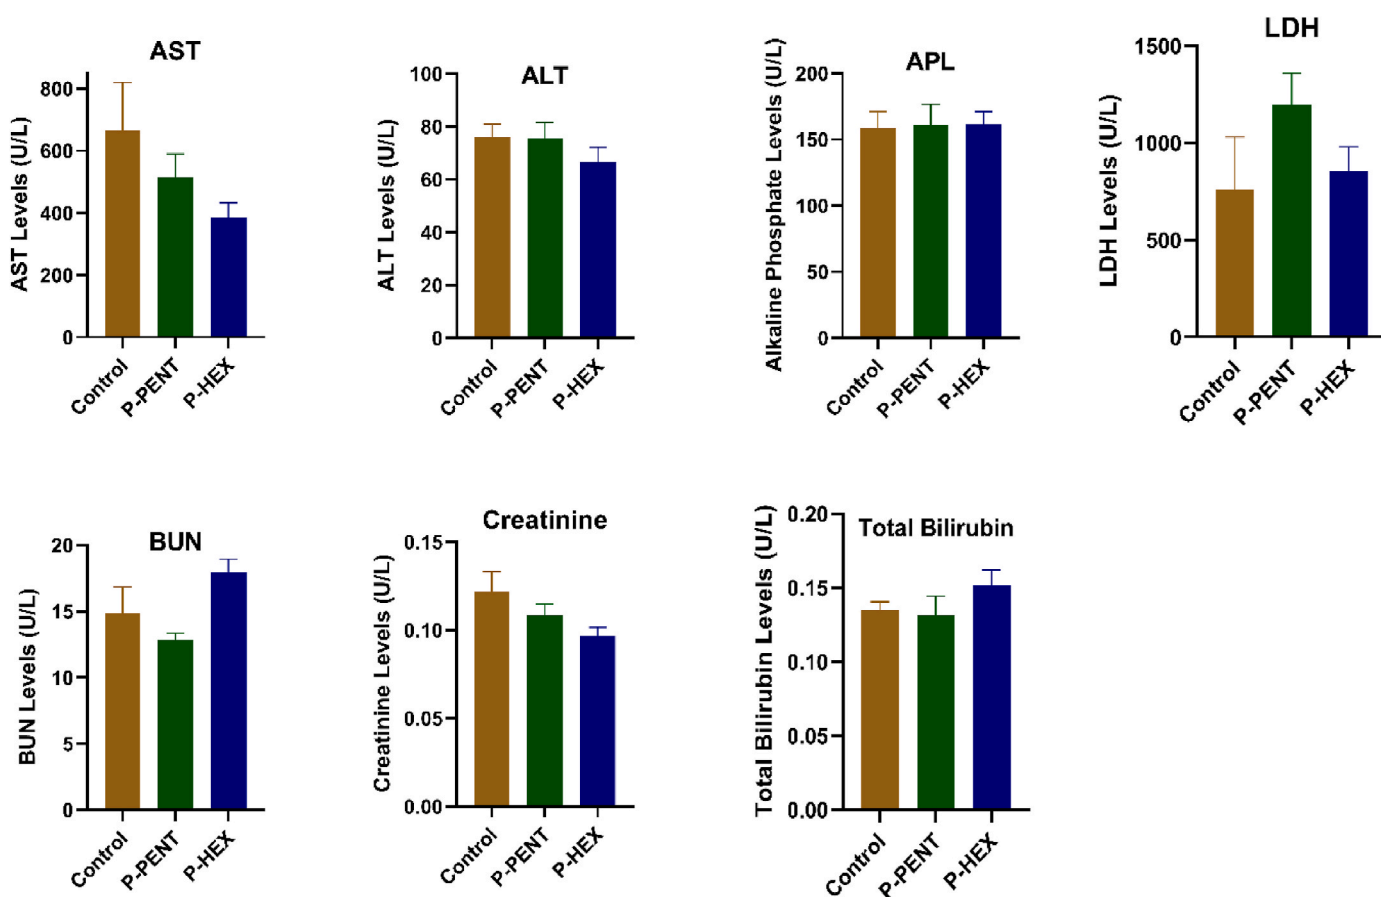 AST
AST Levels (U/L)
800
600
400
200
0
Control
P-PENT
P-HEX
ALT
ALT Levels (U/L)
100
80
60
40
20
0
Control
P-PENT
P-HEX
APL
Alkaline Phosphate Levels (U/L)
200
150
100
50
0
Control
P-PENT
P-HEX
LDH
LDH Levels (U/L)
1500
1000
500
0
Control
P-PENT
P-HEX
BUN
BUN Levels (U/L)
20
15
10
5
0
Control
P-PENT
P-HEX
Creatinine
Creatinine Levels (U/L)
0.15
0.10
0.05
0.00
Control
P-PENT
P-HEX
Total Bilirubin
Total Bilirubin Levels (U/L)
0.20
0.15
0.10
0.05
0.00
Control
P-PENT
P-HEX